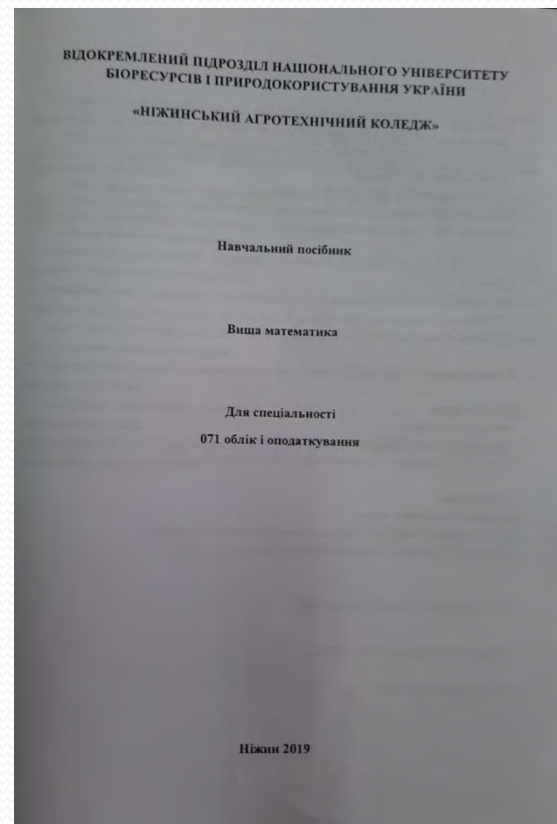 ВІДОКРЕМЛЕНИЙ ПІДРОЗДІЛ НАЦІОНАЛЬНОГО УНІВЕРСИТЕТУ
БІОРЕСУРСІВ І ПРИРОДОКОРИСТУВАННЯ УКРАЇНИ
«НІЖИНСЬКИЙ АГРОТЕХНІЧНИЙ КОЛЕДЖ»
Навчальний посібник
Вища математика
Для спеціальності
071 облік і оподаткування
Ніжин 2019